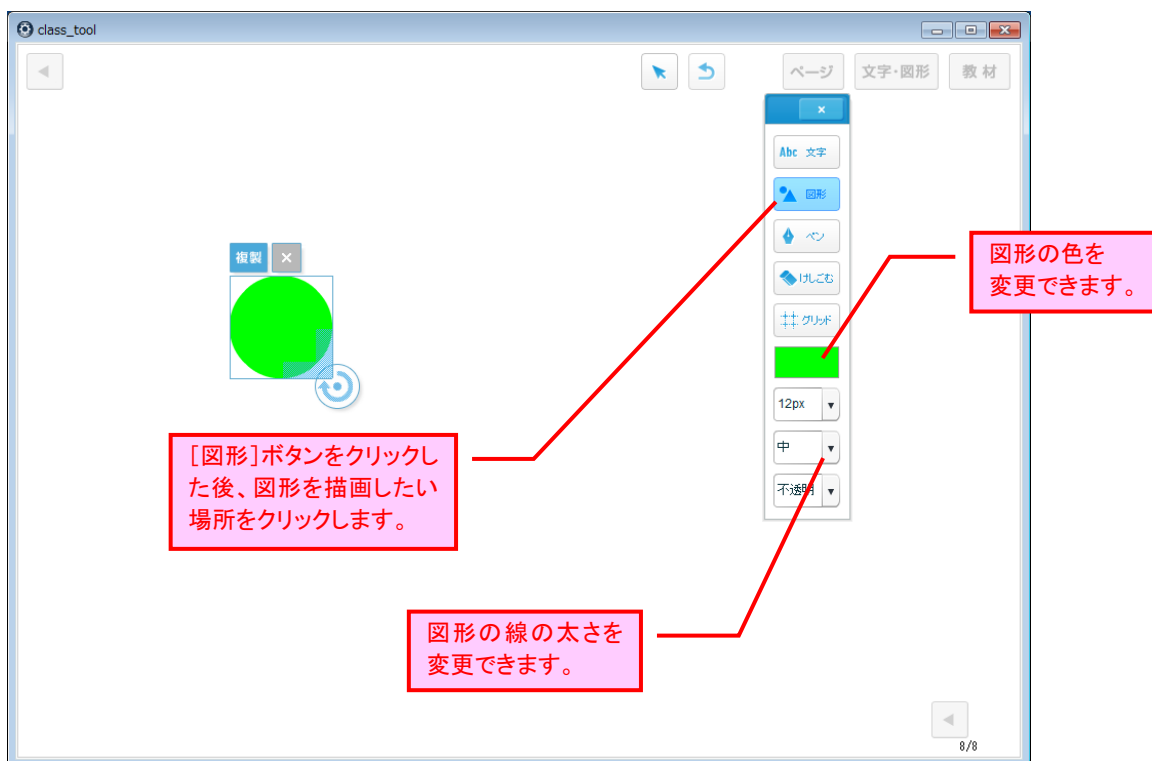 class_tool
ページ
文字・図形
教材
Abc 文字
図形
ペン
けしごむ
グリッド
12px
中
不透明
複製
図形の色を
変更できます。
［図形］ボタンをクリックし
た後、図形を描画したい
場所をクリックします。
図形の線の太さを
変更できます。
8/8